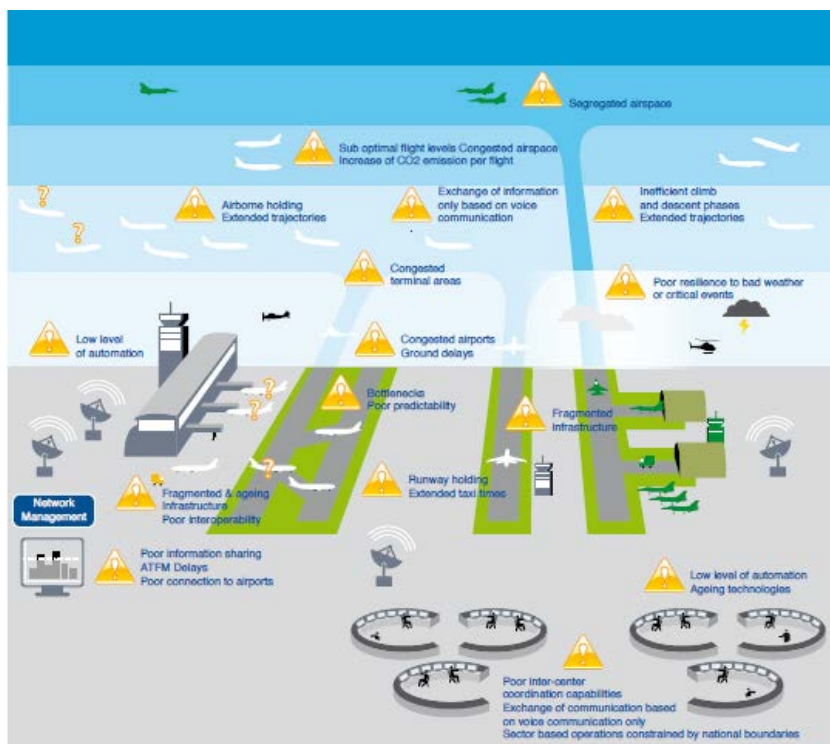 Segregated airspace
Sub optimal flight levels Congested airspace
Increase of CO2 emission per flight
Airborne holding
Extended trajectories
Exchange of information
only based on voice
communication
Inefficient climb
and descent phases
Extended trajectories
Congested
terminal areas
Poor resilience to bad weather
or critical events
Low level
of automation
Congested airports
Ground delays
Bottlenecks
Poor predictability
Fragmented
Infrastructure
Fragmented & ageing
Infrastructure
Poor interoperability
Runway holding
Extended taxi times
Network
Management
Poor information sharing
ATFM Delays
Poor connection to airports
Low level of automation
Ageing technologies
Poor inter-center
coordination capabilities
Exchange of communication based
on voice communication only
Sector based operations constrained by national boundaries